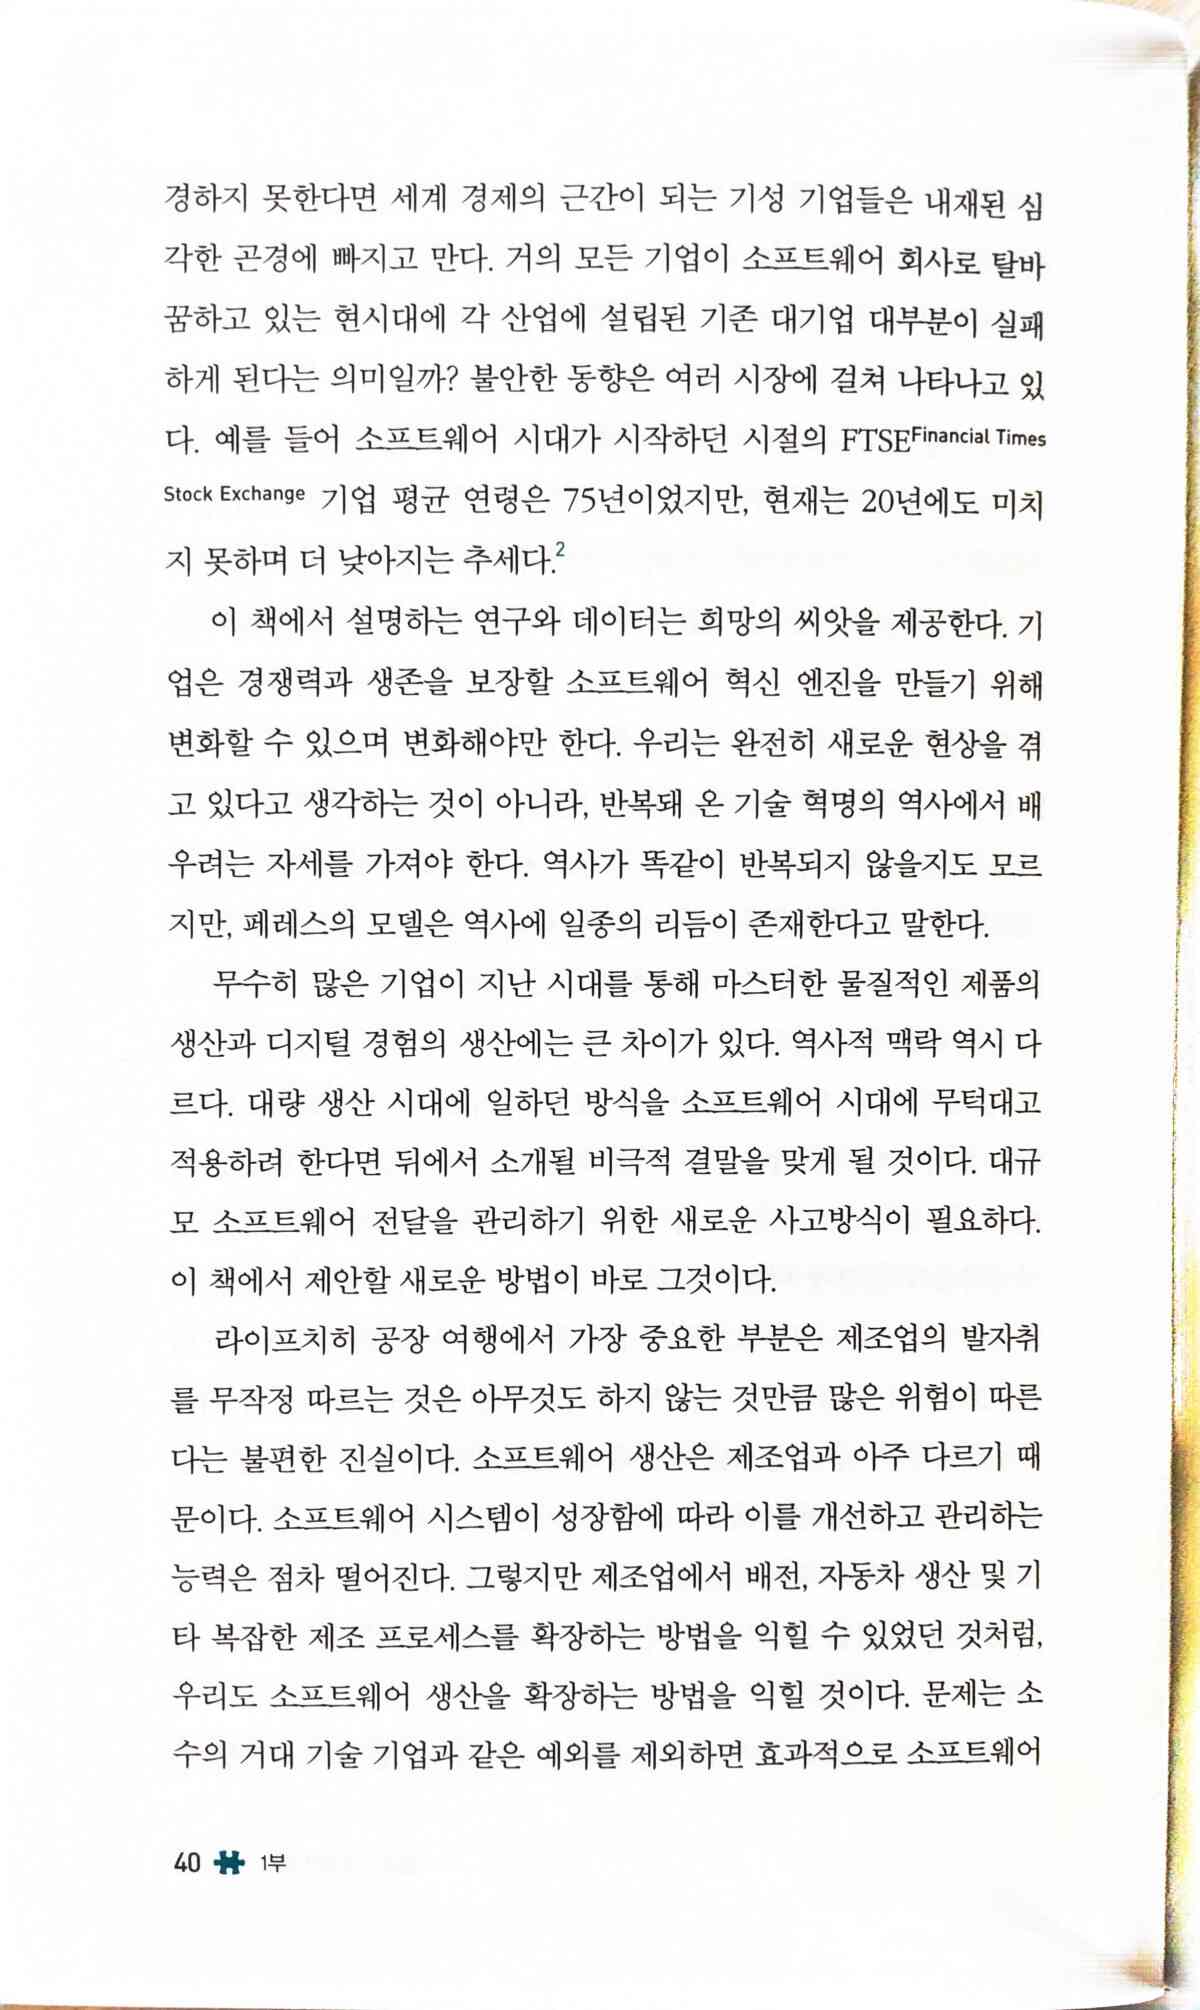 경하지 못한다면 세계 경제의 근간이 되는 기성 기업들은 내재된 심
각한 곤경에 빠지고 만다. 거의 모든 기업이 소프트웨어 회사로 탈바
꿈하고 있는 현시대에 각 산업에 설립된 기존 대기업 대부분이 실패
하게 된다는 의미일까? 불안한 동향은 여러 시장에 걸쳐 나타나고 있
다. 예를 들어 소프트웨어 시대가 시작하던 시절의 FTSE Financial Times
Stock Exchange 기업 평균 연령은 75년이었지만, 현재는 20년에도 미치
지 못하며 더 낮아지는 추세다.2
이 책에서 설명하는 연구와 데이터는 희망의 씨앗을 제공한다. 기
업은 경쟁력과 생존을 보장할 소프트웨어 혁신 엔진을 만들기 위해
변화할 수 있으며 변화해야만 한다. 우리는 완전히 새로운 현상을 겪
고 있다고 생각하는 것이 아니라, 반복돼 온 기술 혁명의 역사에서 배
우려는 자세를 가져야 한다. 역사가 똑같이 반복되지 않을지도 모르
지만, 페레스의 모델은 역사에 일종의 리듬이 존재한다고 말한다.
무수히 많은 기업이 지난 시대를 통해 마스터한 물질적인 제품의
생산과 디지털 경험의 생산에는 큰 차이가 있다. 역사적 맥락 역시 다
르다. 대량 생산 시대에 일하던 방식을 소프트웨어 시대에 무턱대고
적용하려 한다면 뒤에서 소개될 비극적 결말을 맞게 될 것이다. 대규
모 소프트웨어 전달을 관리하기 위한 새로운 사고방식이 필요하다.
이 책에서 제안할 새로운 방법이 바로 그것이다.
라이프치히 공장 여행에서 가장 중요한 부분은 제조업의 발자취
를 무작정 따르는 것은 아무것도 하지 않는 것만큼 많은 위험이 따른
다는 불편한 진실이다. 소프트웨어 생산은 제조업과 아주 다르기 때
문이다. 소프트웨어 시스템이 성장함에 따라 이를 개선하고 관리하는
능력은 점차 떨어진다. 그렇지만 제조업에서 배전, 자동차 생산 및 기
타 복잡한 제조 프로세스를 확장하는 방법을 익힐 수 있었던 것처럼,
우리도 소프트웨어 생산을 확장하는 방법을 익힐 것이다. 문제는 소
수의 거대 기술 기업과 같은 예외를 제외하면 효과적으로 소프트웨어
40 1부